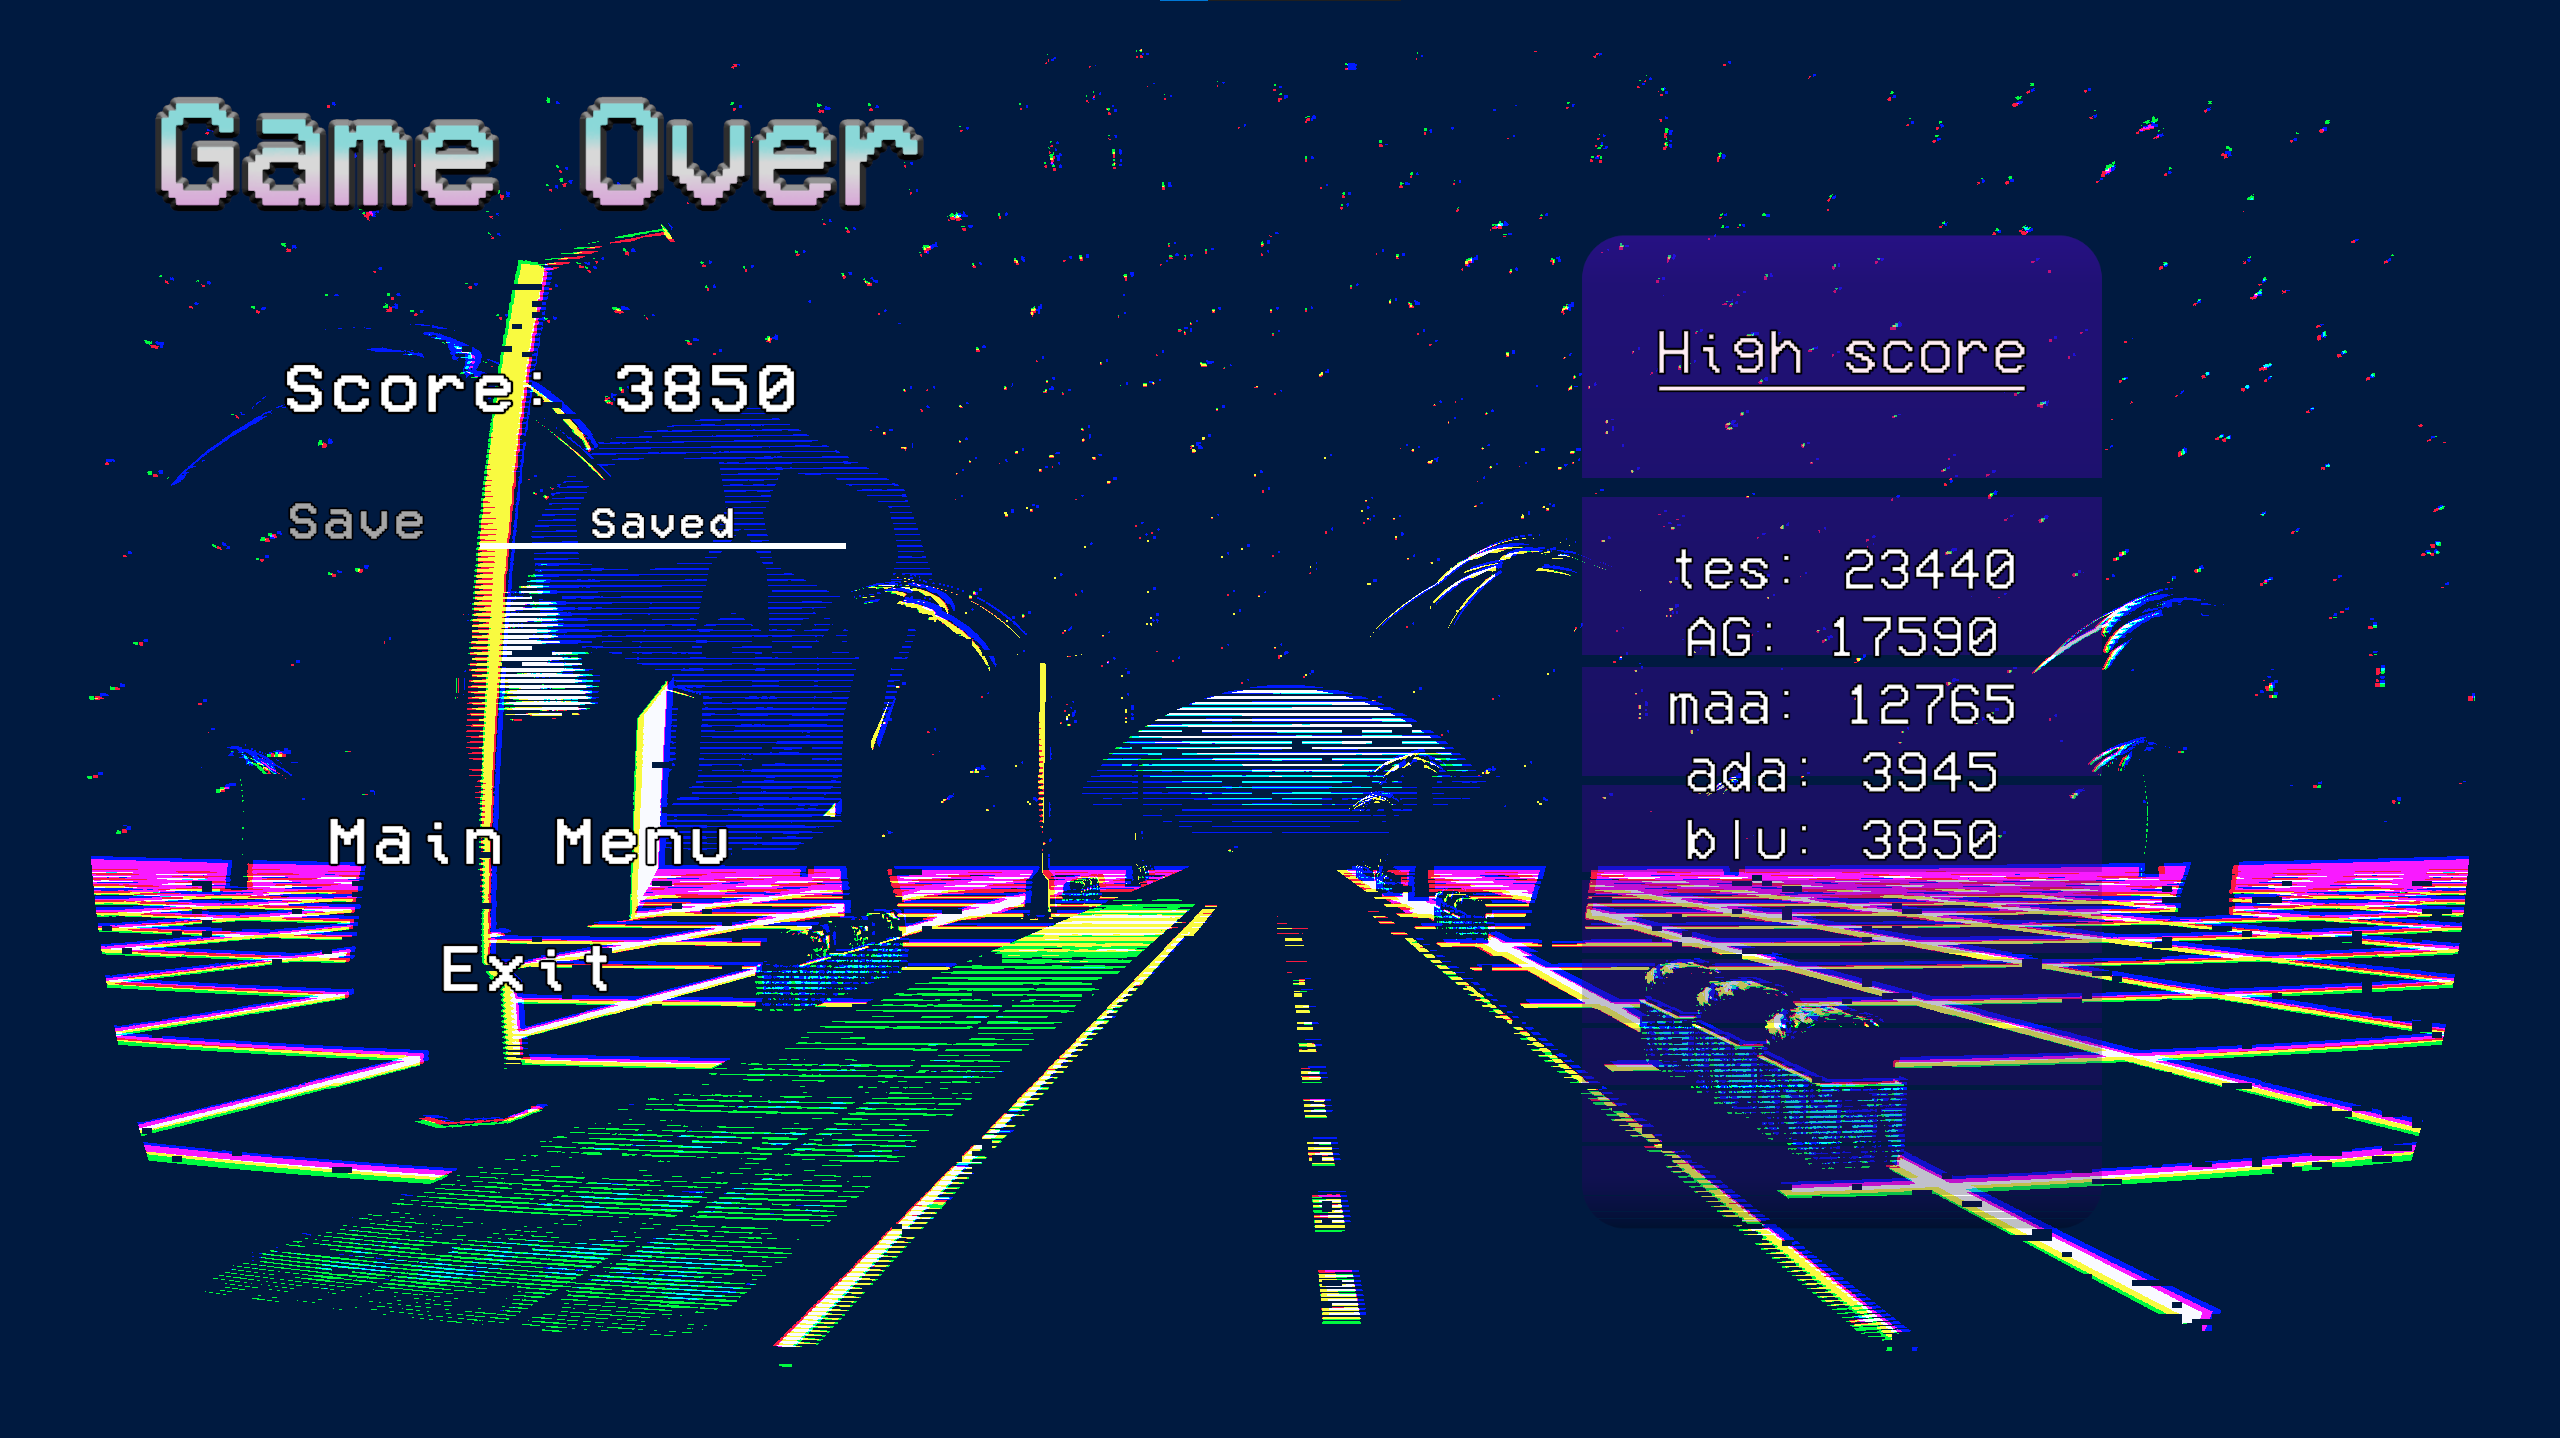 Game Over
Score: 3850
Save
Saved
Main Menu
Exit
High score
tes: 23440
AG: 17590
maa: 12765
ada: 3945
blu: 3850